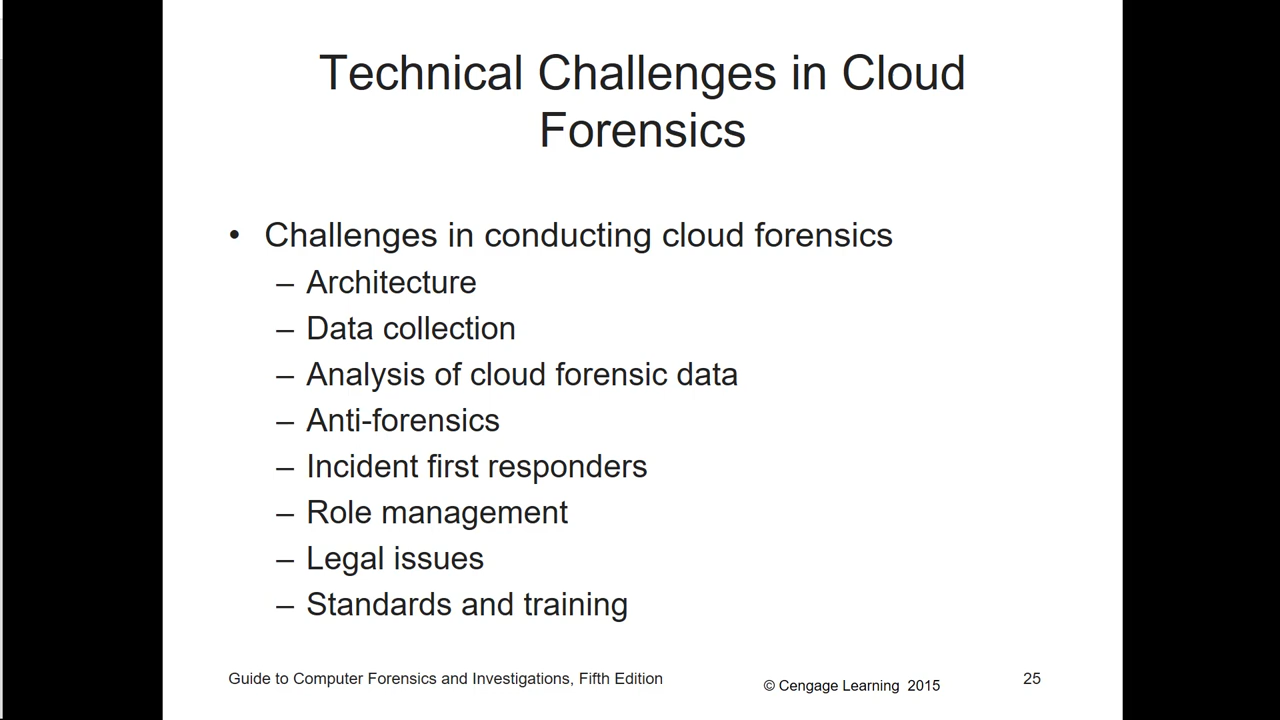 Technical Challenges in Cloud
Forensics
• Challenges in conducting cloud forensics
– Architecture
– Data collection
– Analysis of cloud forensic data
– Anti-forensics
– Incident first responders
– Role management
– Legal issues
– Standards and training
Guide to Computer Forensics and Investigations, Fifth Edition
© Cengage Learning 2015
25